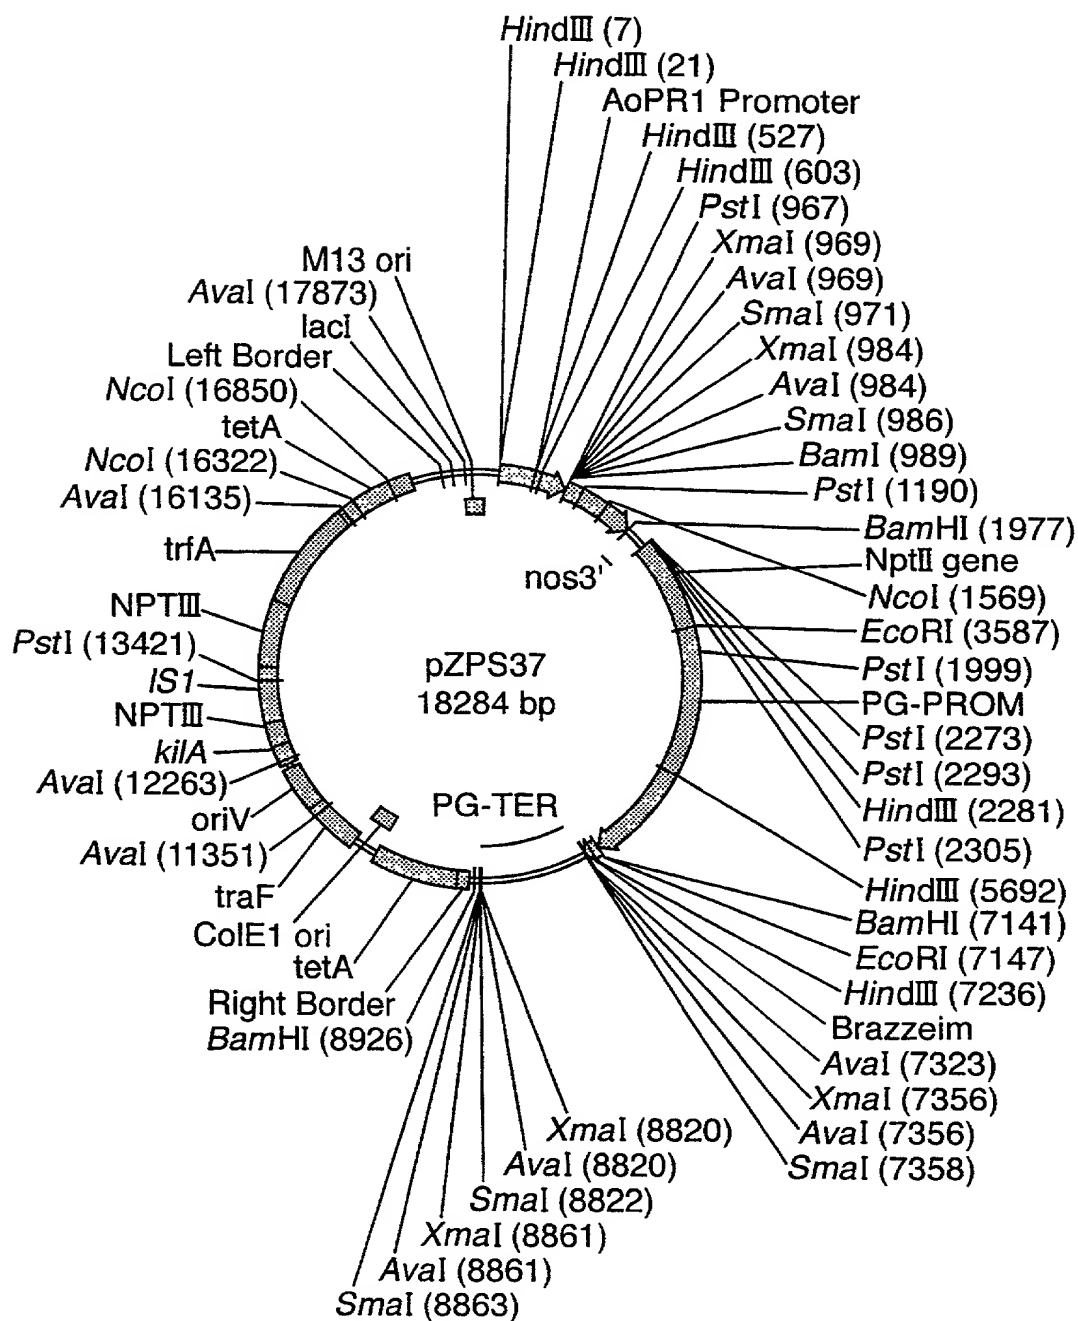 HindIII (7)
HindIII (21)
AoPR1 Promoter
HindIII (527)
HindIII (603)
PstI (967)
XmaI (969)
AvaI (969)
SmaI (971)
XmaI (984)
AvaI (984)
SmaI (986)
BamI (989)
PstI (1190)
BamHI (1977)
NptII gene
NcoI (1569)
EcoRI (3587)
PstI (1999)
PG-PROM
PstI (2273)
PstI (2293)
HindIII (2281)
PstI (2305)
HindIII (5692)
BamHI (7141)
EcoRI (7147)
HindIII (7236)
Brazzeim
AvaI (7323)
XmaI (7356)
AvaI (7356)
SmaI (7358)
XmaI (8820)
AvaI (8820)
SmaI (8822)
XmaI (8861)
AvaI (8861)
SmaI (8863)
M13 ori
AvaI (17873)
lacI
Left Border
NcoI (16850)
tetA
NcoI (16322)
AvaI (16135)
trfA
NPTIII
PstI (13421)
IS1
NPTIII
kilA
AvaI (12263)
oriV
AvaI (11351)
traF
ColE1 ori
tetA
Right Border
BamHI (8926)
nos3'
pZPS37
18284 bp
PG-TER